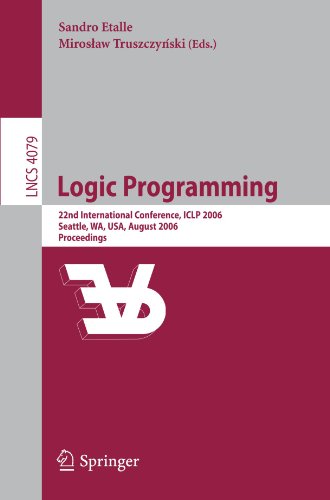 Sandro Etalle
Mirosław Truszczyński (Eds.)
LNCS 4079
Logic Programming
22nd International Conference, ICLP 2006
Seattle, WA, USA, August 2006
Proceedings
Springer